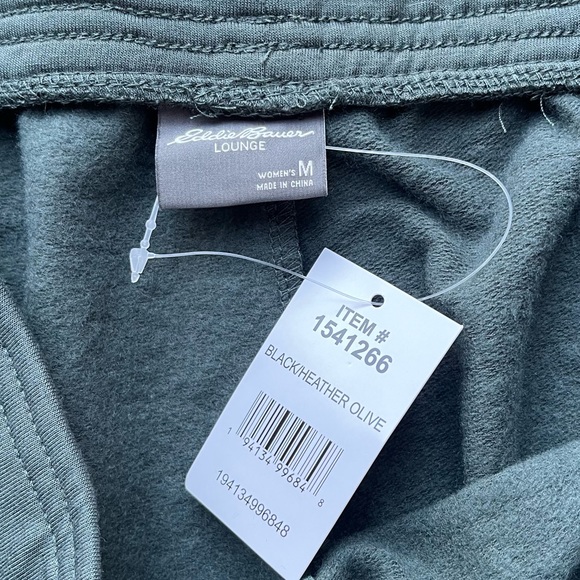 Eddie Bauer
LOUNGE
WOMEN'S M
MADE IN CHINA
ITEM #
1541266
BLACK/HEATHER OLIVE
1 94134 99684 8
194134996848